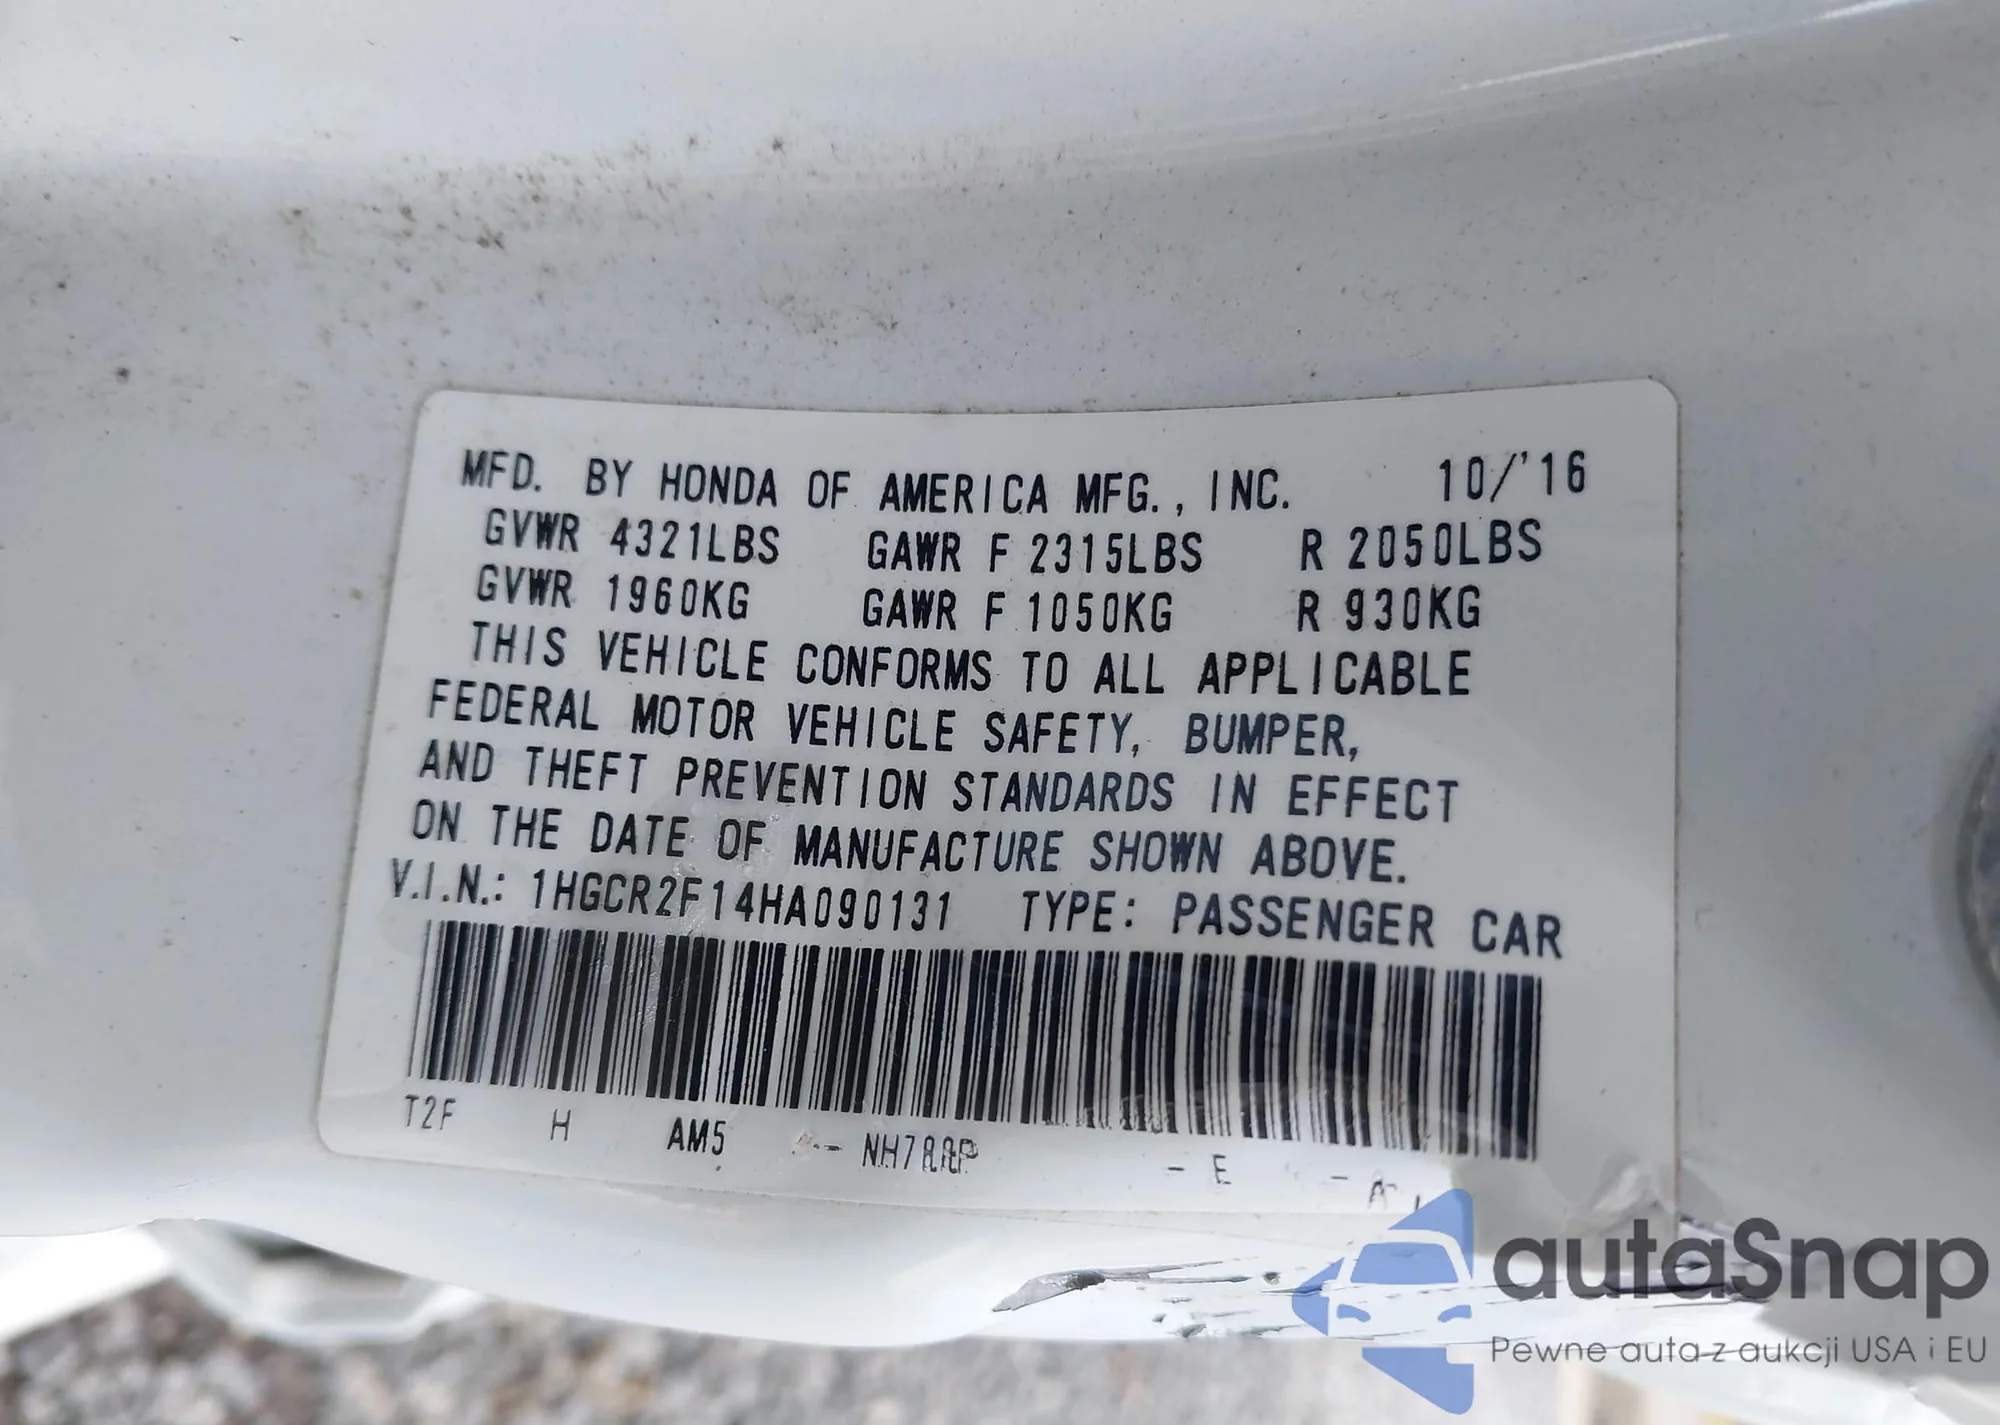 MFD. BY HONDA OF AMERICA MFG., INC. 10/'16
GVWR 4321LBS GAWR F 2315LBS R 2050LBS
GVWR 1960KG GAWR F 1050KG R 930KG
THIS VEHICLE CONFORMS TO ALL APPLICABLE
FEDERAL MOTOR VEHICLE SAFETY, BUMPER,
AND THEFT PREVENTION STANDARDS IN EFFECT
ON THE DATE OF MANUFACTURE SHOWN ABOVE.
V.I.N.: 1HGCR2F14HA090131 TYPE: PASSENGER CAR
T2F H AM5 -- NH788P - E - A
autaSnap
Pewne auta z aukcji USA i EU